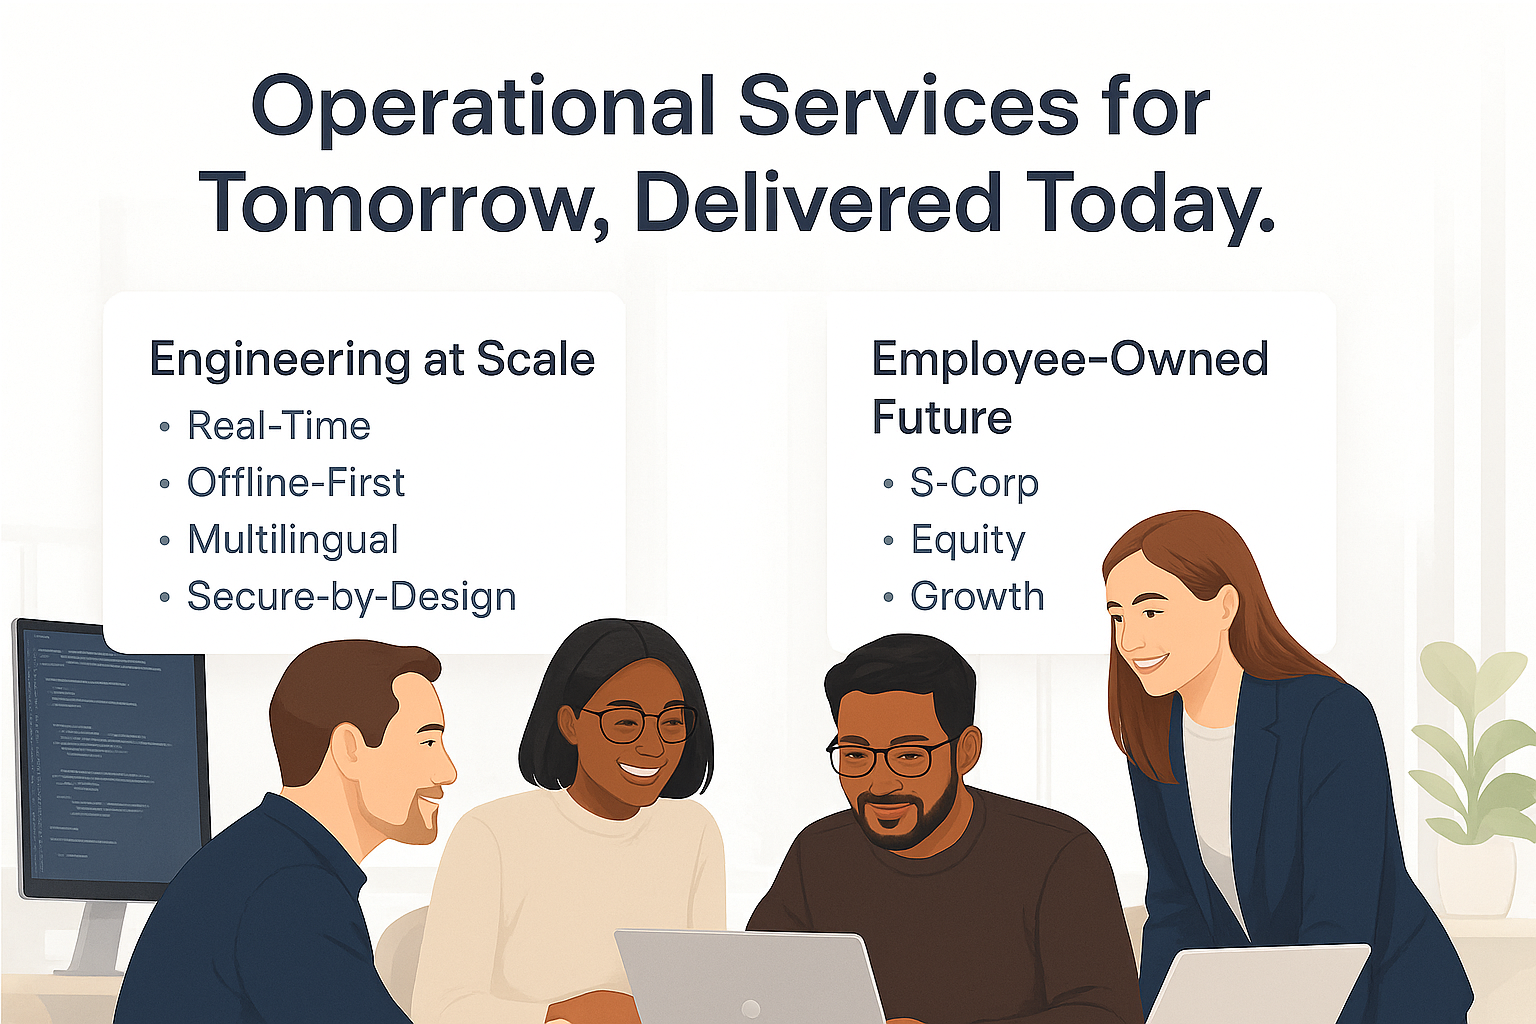 Operational Services for
Tomorrow, Delivered Today.
Engineering at Scale
• Real-Time
• Offline-First
• Multilingual
• Secure-by-Design
Employee-Owned
Future
• S-Corp
• Equity
• Growth